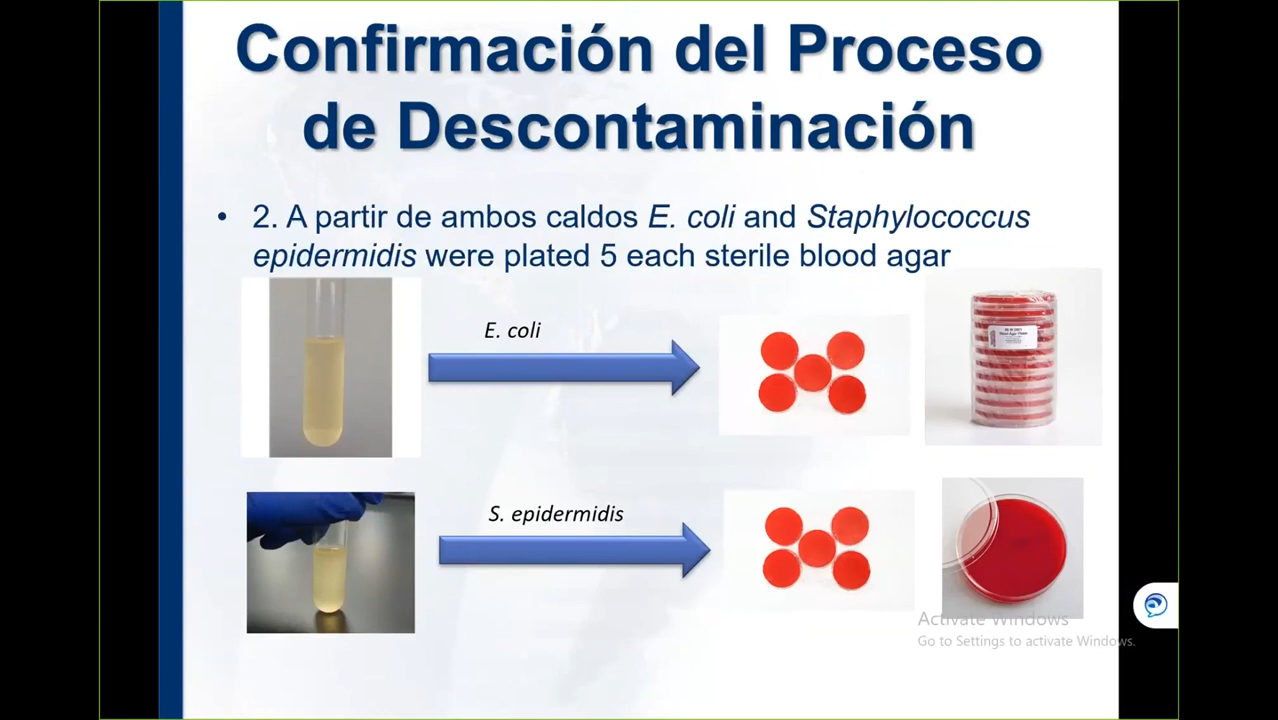 Confirmación del Proceso
de Descontaminación
• 2. A partir de ambos caldos E. coli and Staphylococcus
epidermidis were plated 5 each sterile blood agar
E. coli
S. epidermidis
Activate Windows
Go to Settings to activate Windows.